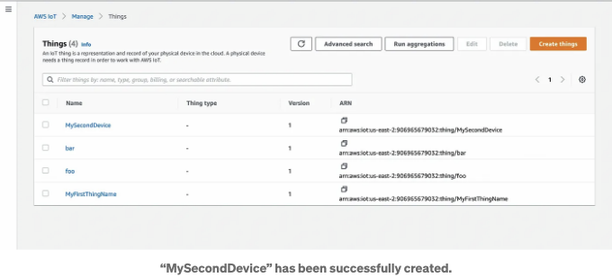 AWS IoT > Manage > Things
Things (4) Info
An IoT thing is a representation and record of your physical device in the cloud. A physical device
needs a thing record in order to work with AWS IoT.
Advanced search
Run aggregations
Edit
Delete
Create things
Filter things by: name, type, group, billing, or searchable attribute.
1
Name Thing type Version ARN
MySecondDevice - 1 arn:aws:iot:us-east-2:906965679032:thing/MySecondDevice
bar - 1 arn:aws:iot:us-east-2:906965679032:thing/bar
foo - 1 arn:aws:iot:us-east-2:906965679032:thing/foo
MyFirstThingName - 1 arn:aws:iot:us-east-2:906965679032:thing/MyFirstThingName
“MySecondDevice” has been successfully created.